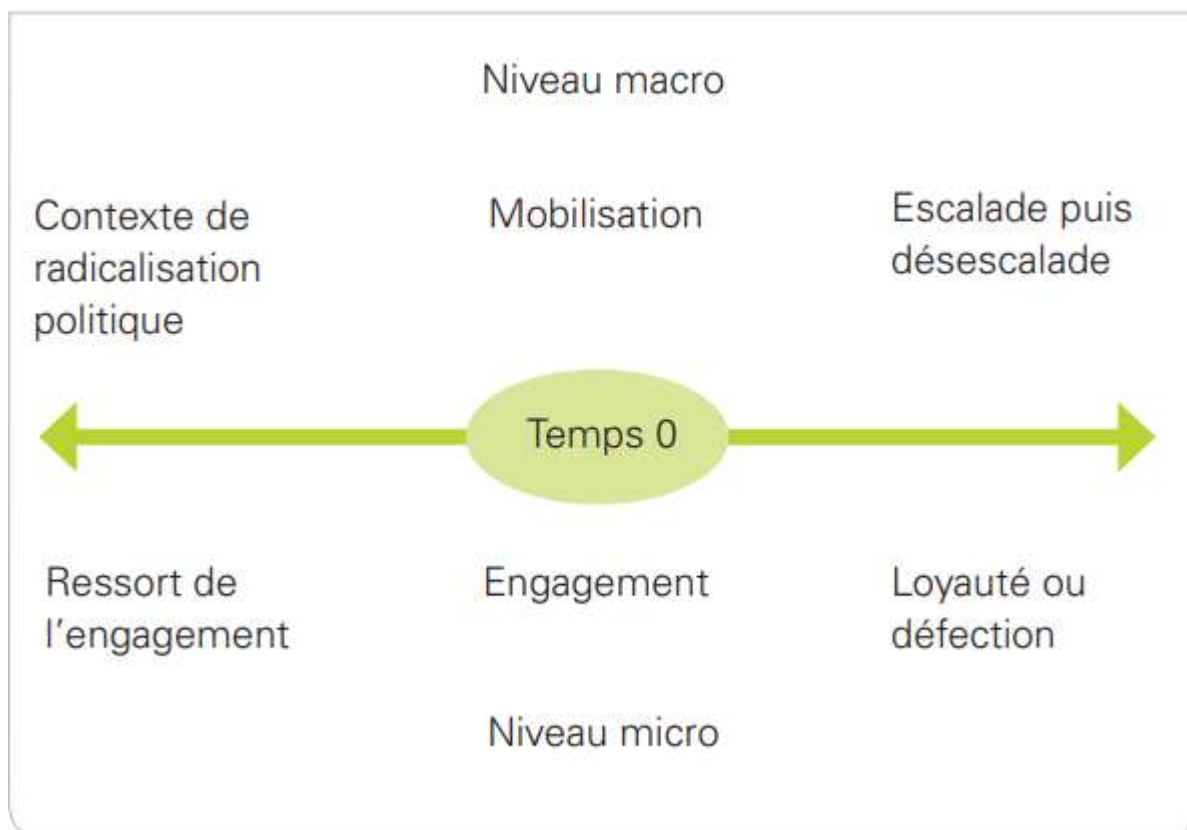 Niveau macro
Contexte de
radicalisation
politique
Mobilisation
Escalade puis
désescalade
Temps 0
Ressort de
l'engagement
Engagement
Loyauté ou
défection
Niveau micro